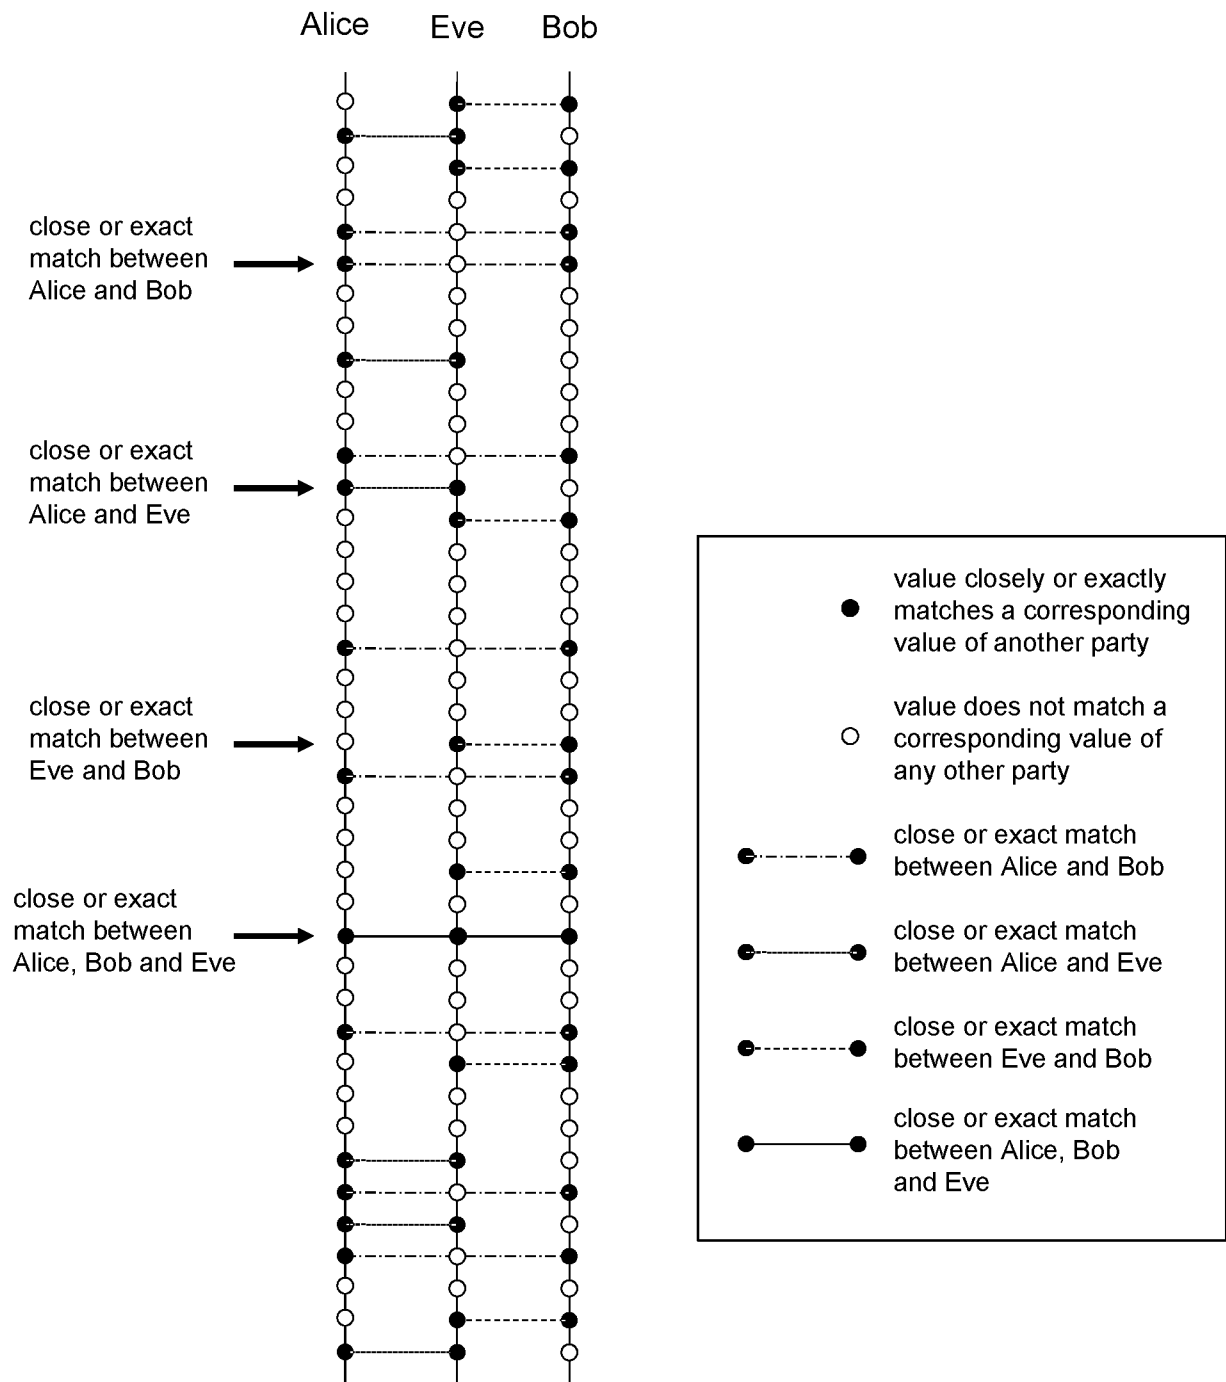 Alice Eve Bob
close or exact
match between
Alice and Bob
close or exact
match between
Alice and Eve
close or exact
match between
Eve and Bob
close or exact
match between
Alice, Bob and Eve
value closely or exactly
matches a corresponding
value of another party
value does not match a
corresponding value of
any other party
close or exact match
between Alice and Bob
close or exact match
between Alice and Eve
close or exact match
between Eve and Bob
close or exact match
between Alice, Bob
and Eve